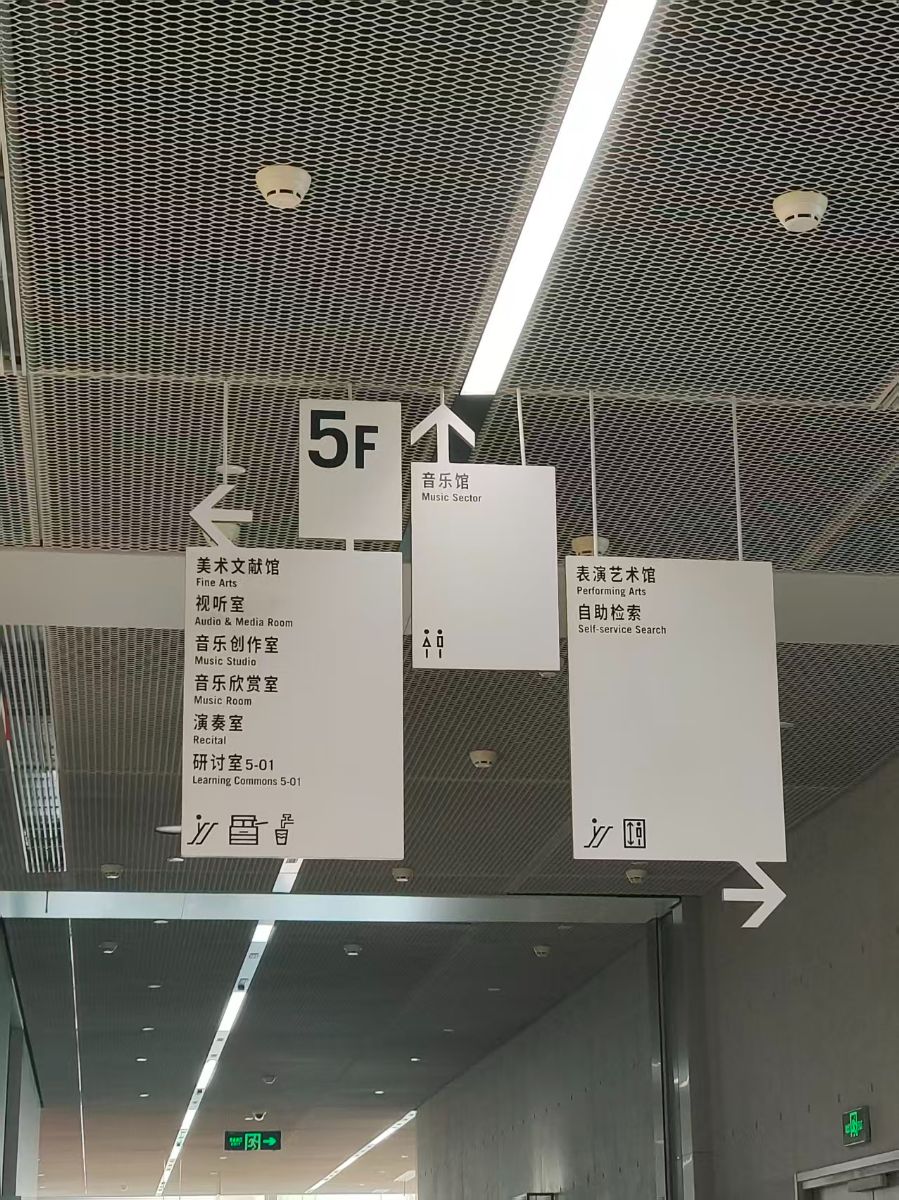 5F
美术文献馆
Fine Arts
视听室
Audio & Media Room
音乐创作室
Music Studio
音乐欣赏室
Music Room
演奏室
Recital
研讨室5-01
Learning Commons 5-01
音乐馆
Music Sector
表演艺术馆
Performing Arts
自助检索
Self-service Search